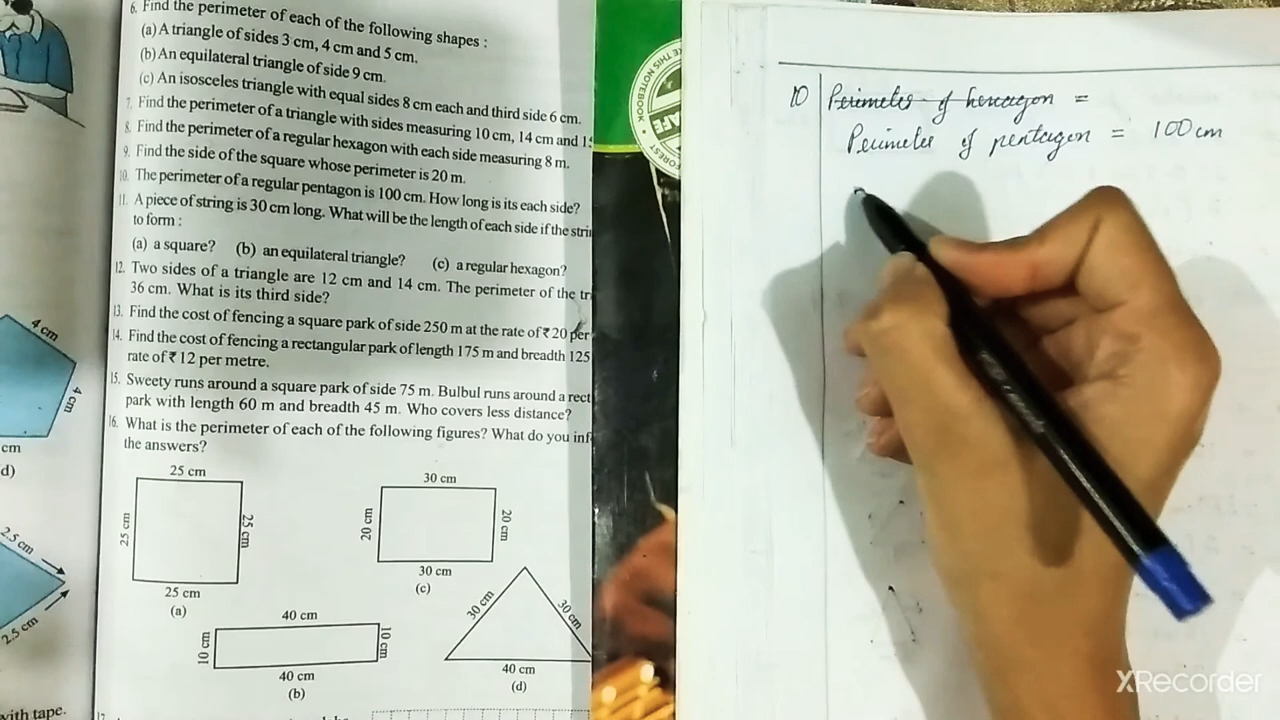 4 cm
4 cm
cm
d)
2.5 cm
2.5 cm
with tape.
6. Find the perimeter of each of the following shapes :
(a) A triangle of sides 3 cm, 4 cm and 5 cm.
(b) An equilateral triangle of side 9 cm.
(c) An isosceles triangle with equal sides 8 cm each and third side 6 cm.
7. Find the perimeter of a triangle with sides measuring 10 cm, 14 cm and 1
8. Find the perimeter of a regular hexagon with each side measuring 8 m.
9. Find the side of the square whose perimeter is 20 m.
10. The perimeter of a regular pentagon is 100 cm. How long is its each side?
11. A piece of string is 30 cm long. What will be the length of each side if the stri
to form :
(a) a square? (b) an equilateral triangle? (c) a regular hexagon?
12. Two sides of a triangle are 12 cm and 14 cm. The perimeter of the tr
36 cm. What is its third side?
13. Find the cost of fencing a square park of side 250 m at the rate of ₹ 20 per
14. Find the cost of fencing a rectangular park of length 175 m and breadth 125
rate of ₹ 12 per metre.
15. Sweety runs around a square park of side 75 m. Bulbul runs around a rect
park with length 60 m and breadth 45 m. Who covers less distance?
16. What is the perimeter of each of the following figures? What do you inf
the answers?
25 cm
25 cm
25 cm
25 cm
(a)
30 cm
20 cm
20 cm
30 cm
(c)
40 cm
10 cm
10 cm
40 cm
(b)
30 cm
30 cm
40 cm
(d)
17.
THIS NOTEBOOK
FOREST
10 Perimeter of hexagon =
Perimeter of pentagon = 100 cm
XRecorder